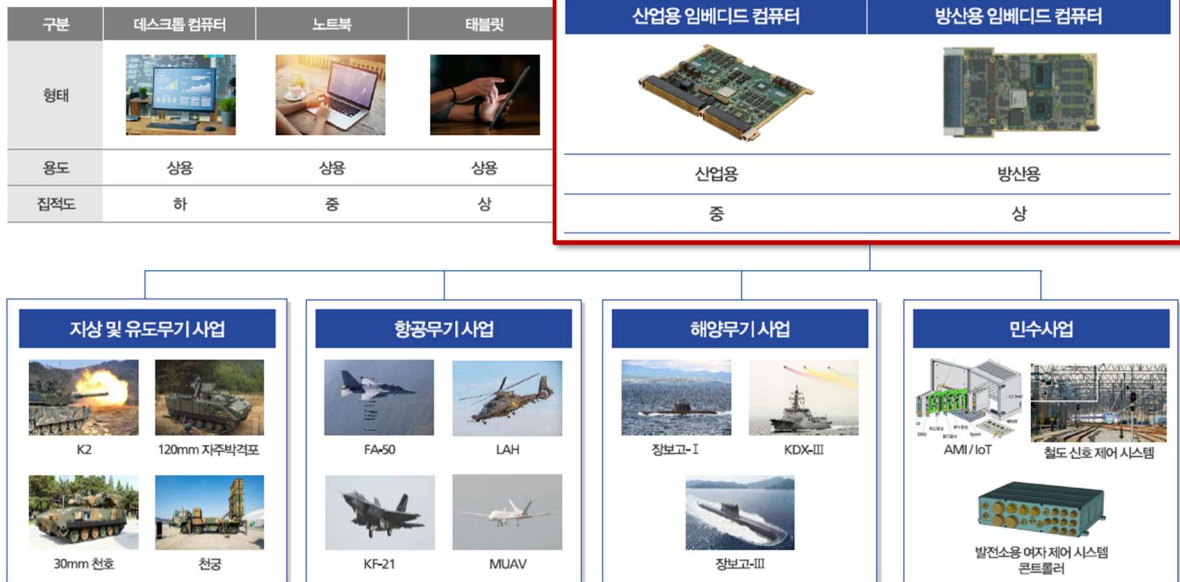 구분 데스크톱 컴퓨터 노트북 태블릿 산업용 임베디드 컴퓨터 방산용 임베디드 컴퓨터
형태
용도 상용 상용 상용 산업용 방산용
집적도 하 중 상 중 상
지상 및 유도무기 사업
K2 120mm 자주박격포
30mm 천호 천궁
항공무기 사업
FA-50 LAH
KF-21 MUAV
해양무기 사업
장보고-Ⅰ KDX-Ⅲ
장보고-Ⅲ
민수사업
AMI / IoT 철도 신호 제어 시스템
발전소용 여자 제어 시스템
콘트롤러